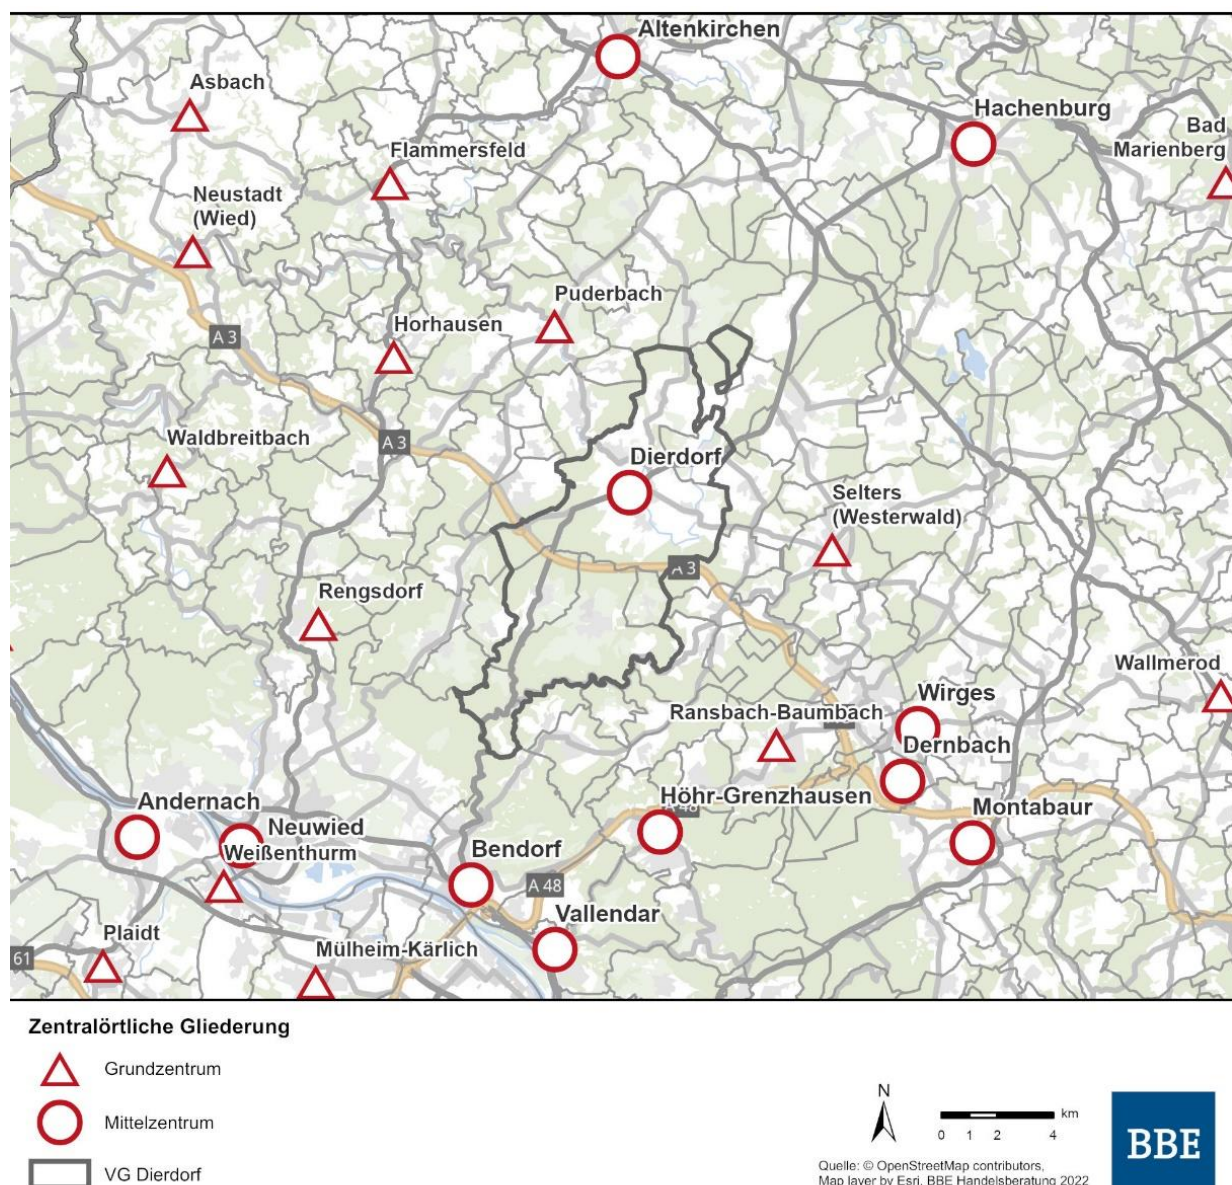 Altenkirchen
Asbach
Hachenburg
Bad
Marienberg
Flammersfeld
Neustadt
(Wied)
Puderbach
Horhausen
A 3
Waldbreitbach
A 3
Dierdorf
Selters
(Westerwald)
A 3
Rengsdorf
Wallmerod
Wirges
Ransbach-Baumbach
Dernbach
Höhr-Grenzhausen
Montabaur
Andernach
Neuwied
Weißenthurm
Bendorf
A 48
Vallendar
Plaidt
Mülheim-Kärlich
61
Zentralörtliche Gliederung
Grundzentrum
Mittelzentrum
VG Dierdorf
N
km
0 1 2 4
Quelle: © OpenStreetMap contributors,
Map layer by Esri, BBE Handelsberatung 2022
BBE